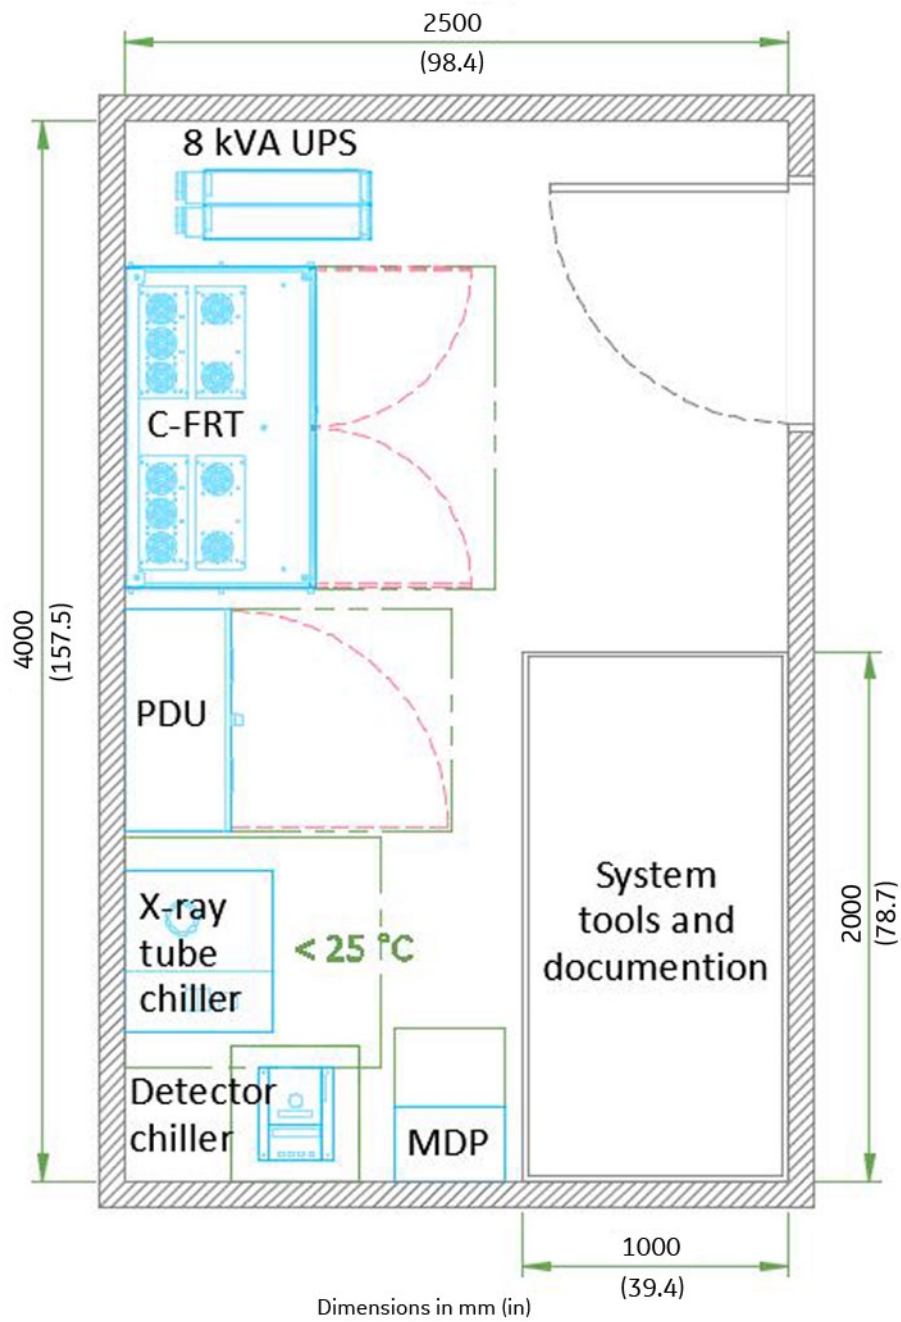 2500
(98.4)
8 kVA UPS
C-FRT
4000
(157.5)
PDU
X-ray
tube
chiller
< 25 °C
System
tools and
documention
2000
(78.7)
Detector
chiller
MDP
1000
(39.4)
Dimensions in mm (in)